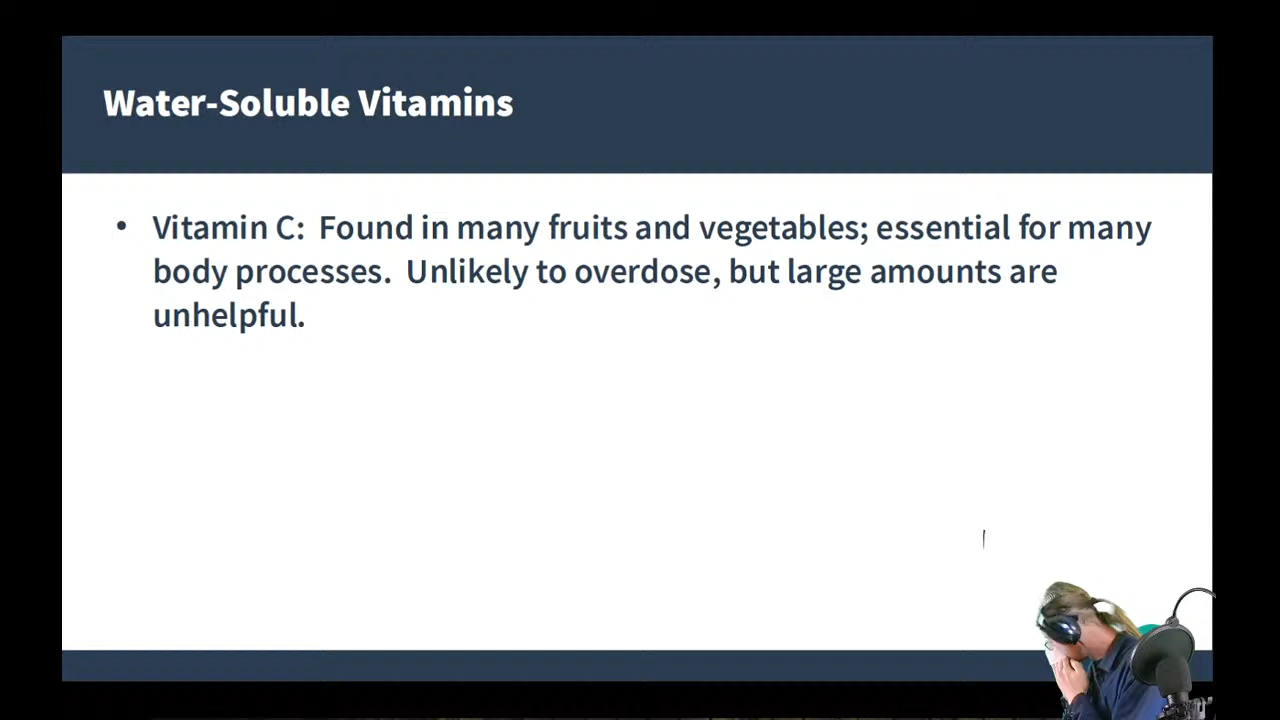 Water-Soluble Vitamins
• Vitamin C: Found in many fruits and vegetables; essential for many
body processes. Unlikely to overdose, but large amounts are
unhelpful.